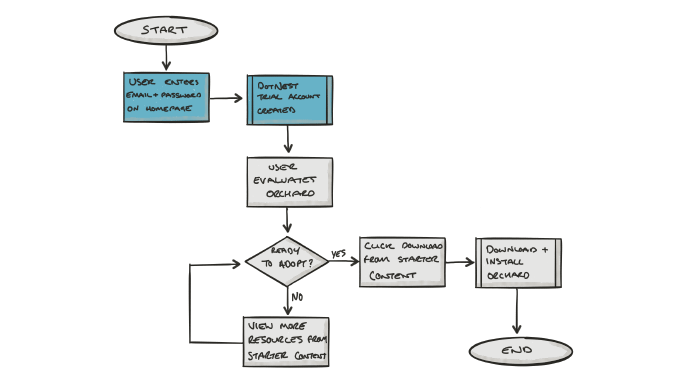 START
USER ENTERS
EMAIL + PASSWORD
ON HOMEPAGE
DOTNEST
TRIAL ACCOUNT
CREATED
USER
EVALUATES
ORCHARD
READY
TO ADOPT?
YES
CLICK DOWNLOAD
FROM STARTER
CONTENT
DOWNLOAD +
INSTALL
ORCHARD
NO
VIEW MORE
RESOURCES FROM
STARTER CONTENT
END